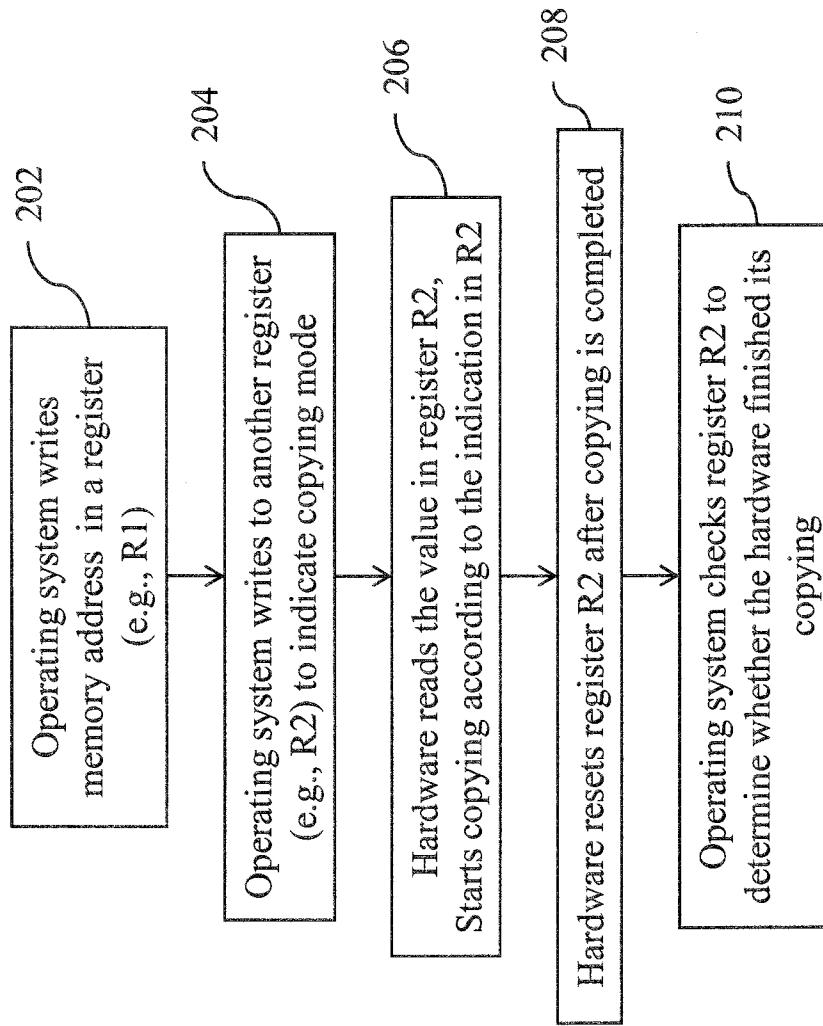 202
Operating system writes
memory address in a register
(e.g., R1)
204
Operating system writes to another register
(e.g., R2) to indicate copying mode
206
Hardware reads the value in register R2,
Starts copying according to the indication in R2
208
Hardware resets register R2 after copying is completed
210
Operating system checks register R2 to
determine whether the hardware finished its
copying